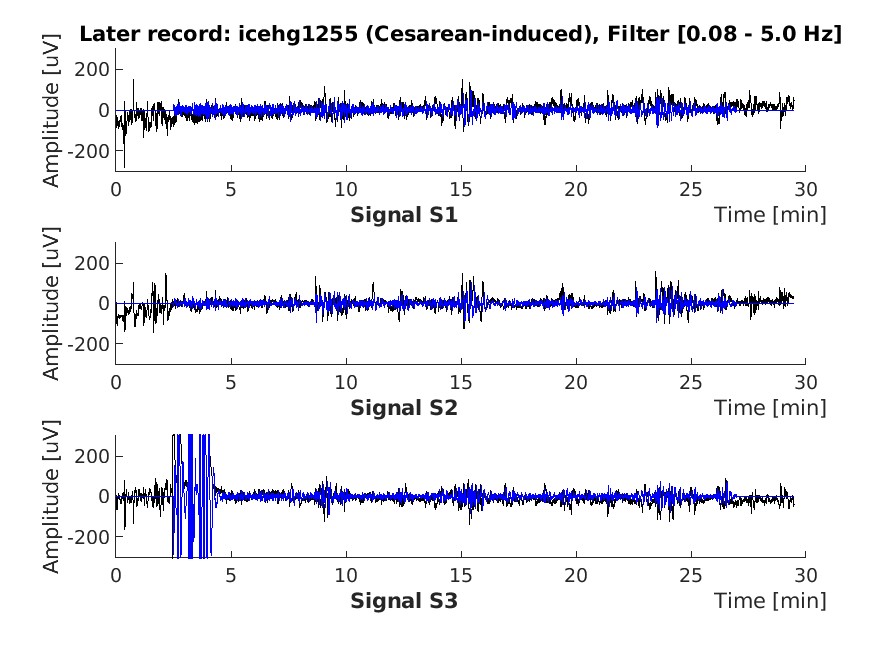 Later record: icehg1255 (Cesarean-induced), Filter [0.08 - 5.0 Hz]
Amplitude [uV]
200
0
-200
0 5 10 15 20 25 30
Signal S1 Time [min]
Amplitude [uV]
200
0
-200
0 5 10 15 20 25 30
Signal S2 Time [min]
Amplitude [uV]
200
0
-200
0 5 10 15 20 25 30
Signal S3 Time [min]